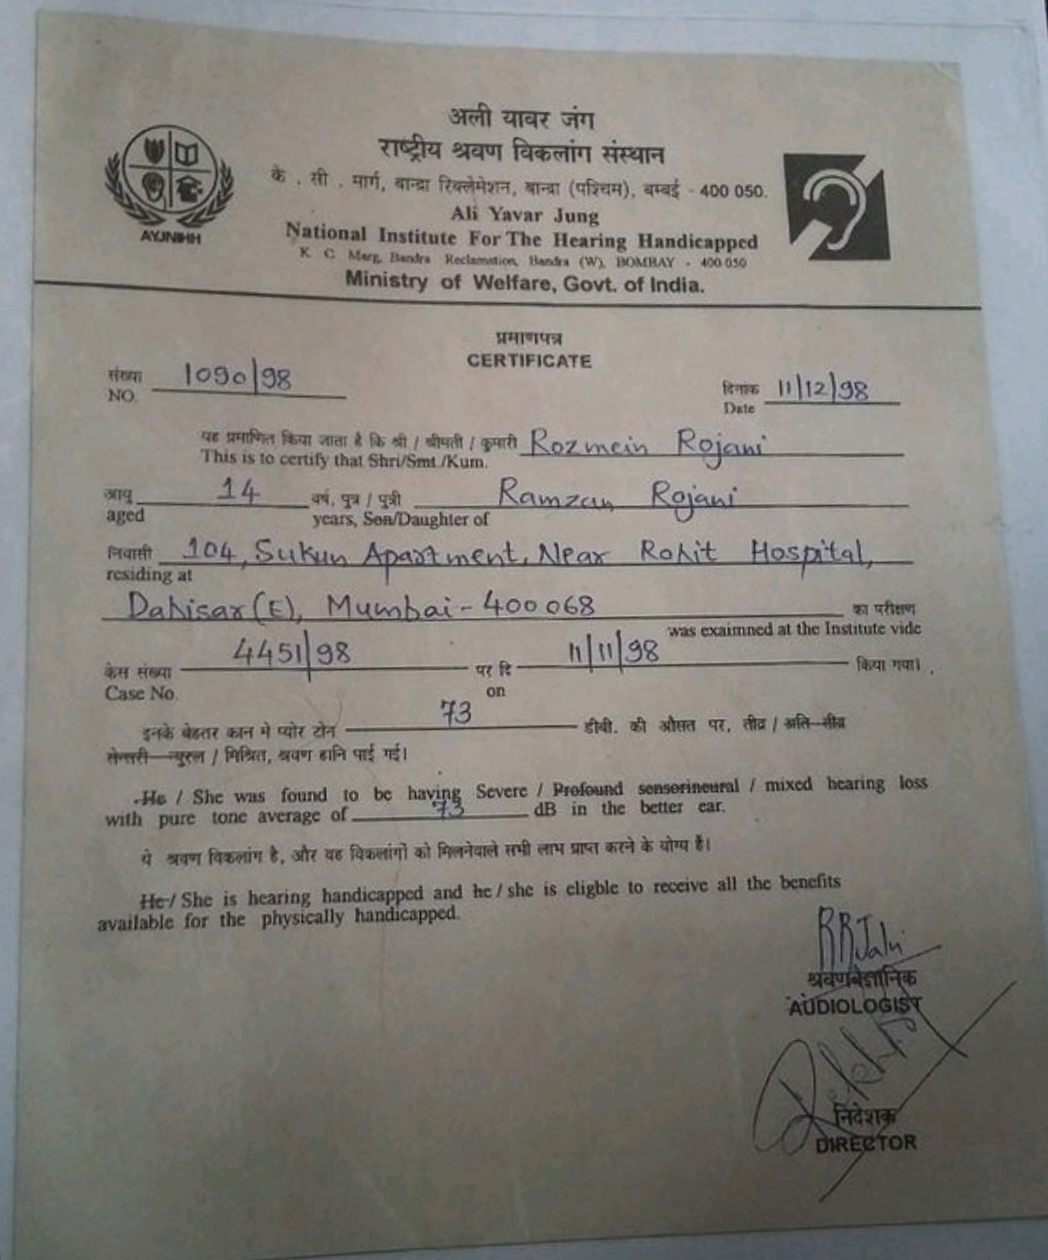 अली यावर जंग
राष्ट्रीय श्रवण विकलांग संस्थान
के . सी . मार्ग, बान्द्रा रिक्लेमेशन, बान्द्रा (पश्चिम), बम्बई - 400 050.
Ali Yavar Jung
National Institute For The Hearing Handicapped
K. C. Marg, Bandra Reclamation, Bandra (W), BOMBAY - 400 050
Ministry of Welfare, Govt. of India.
AYJNIHH
प्रमाणपत्र
CERTIFICATE
संख्या 1090/98 दिनांक 11/12/98
NO. Date
यह प्रमाणित किया जाता है कि श्री / श्रीमती / कुमारी Rozmein Rojani
This is to certify that Shri/Smt./Kum.
आयु 14 वर्ष, पुत्र / पुत्री Ramzan Rojani
aged years, Son/Daughter of
निवासी 104, Sukun Apartment, Near Rohit Hospital,
residing at
Dahisar (E), Mumbai - 400068 का परीक्षण
was exaimned at the Institute vide
केस संख्या 4451/98 पर दि 11/11/98 किया गया।
Case No. on
इनके बेहतर कान मे प्योर टोन 73 डीबी. की औसत पर, तीव्र / अति-तीव्र
सेन्सरी-न्युरल / मिश्रित, श्रवण हानि पाई गई।
He / She was found to be having Severe / Profound sensorineural / mixed hearing loss
with pure tone average of 73 dB in the better ear.
ये श्रवण विकलांग है, और वह विकलांगों को मिलनेवाले सभी लाभ प्राप्त करने के योग्य है।
He / She is hearing handicapped and he / she is eligble to receive all the benefits
available for the physically handicapped.
श्रवणवैज्ञानिक
AUDIOLOGIST
निदेशक
DIRECTOR